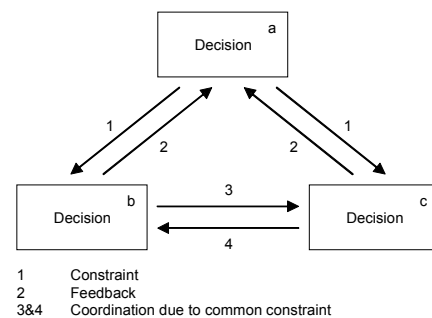 a
Decision
1
2
2
1
b
Decision
3
4
c
Decision
1 Constraint
2 Feedback
3&4 Coordination due to common constraint